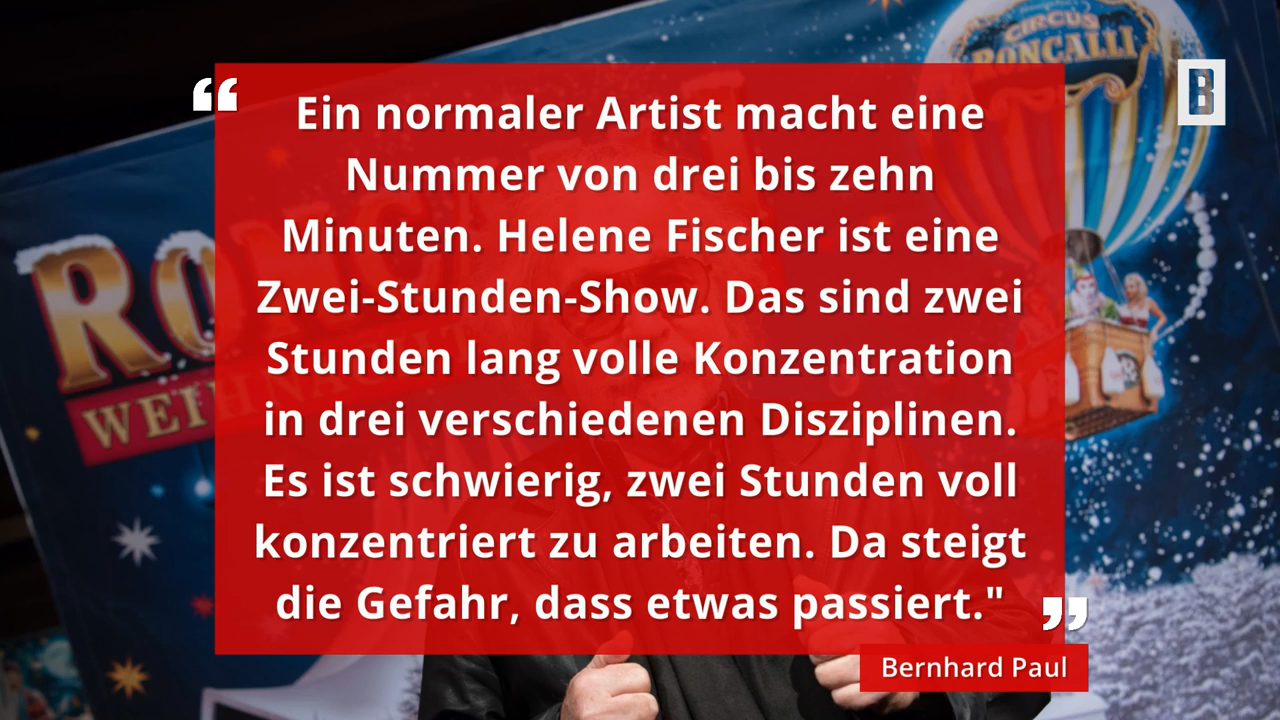 CIRCUS
RONCALLI
B
“
Ein normaler Artist macht eine
Nummer von drei bis zehn
Minuten. Helene Fischer ist eine
Zwei-Stunden-Show. Das sind zwei
Stunden lang volle Konzentration
in drei verschiedenen Disziplinen.
Es ist schwierig, zwei Stunden voll
konzentriert zu arbeiten. Da steigt
die Gefahr, dass etwas passiert."
”
Bernhard Paul